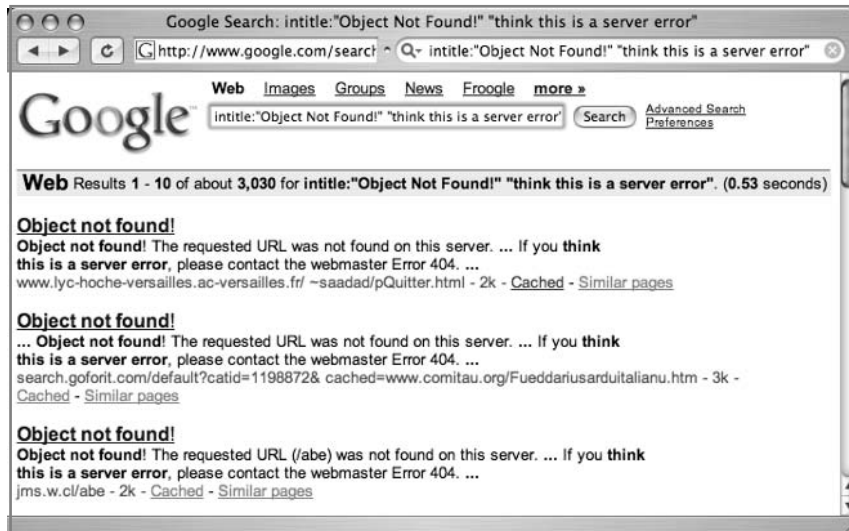 Google Search: intitle:"Object Not Found!" "think this is a server error"
http://www.google.com/search intitle:"Object Not Found!" "think this is a server error"
Web Images Groups News Froogle more »
Google™ intitle:"Object Not Found!" "think this is a server error" Search Advanced Search
Preferences
Web Results 1 - 10 of about 3,030 for intitle:"Object Not Found!" "think this is a server error". (0.53 seconds)
Object not found!
Object not found! The requested URL was not found on this server. ... If you think
this is a server error, please contact the webmaster Error 404. ...
www.lyc-hoche-versailles.ac-versailles.fr/ ~saadad/pQuitter.html - 2k - Cached - Similar pages
Object not found!
... Object not found! The requested URL was not found on this server. ... If you think
this is a server error, please contact the webmaster Error 404. ...
search.goforit.com/default?catid=1198872& cached=www.comitau.org/Fueddariusarduitalianu.htm - 3k -
Cached - Similar pages
Object not found!
Object not found! The requested URL (/abe) was not found on this server. ... If you think
this is a server error, please contact the webmaster Error 404. ...
jms.w.cl/abe - 2k - Cached - Similar pages